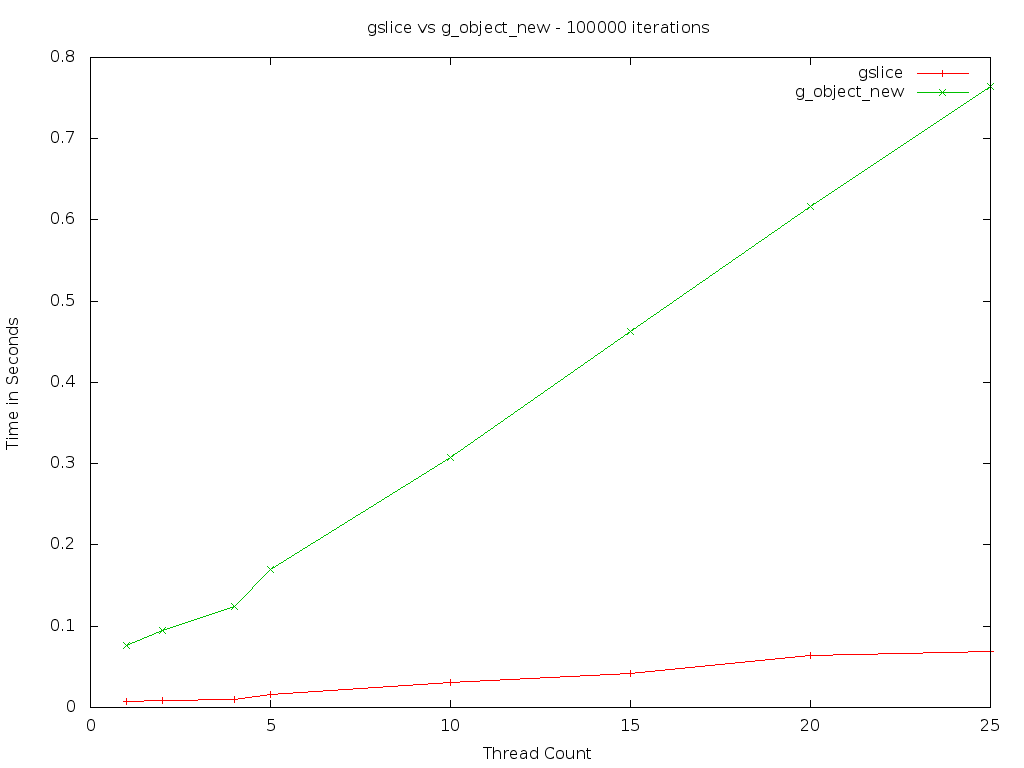 gslice vs g_object_new - 100000 iterations
gslice
g_object_new
0.8
0.7
0.6
0.5
0.4
0.3
0.2
0.1
0
Time in Seconds
0 5 10 15 20 25
Thread Count